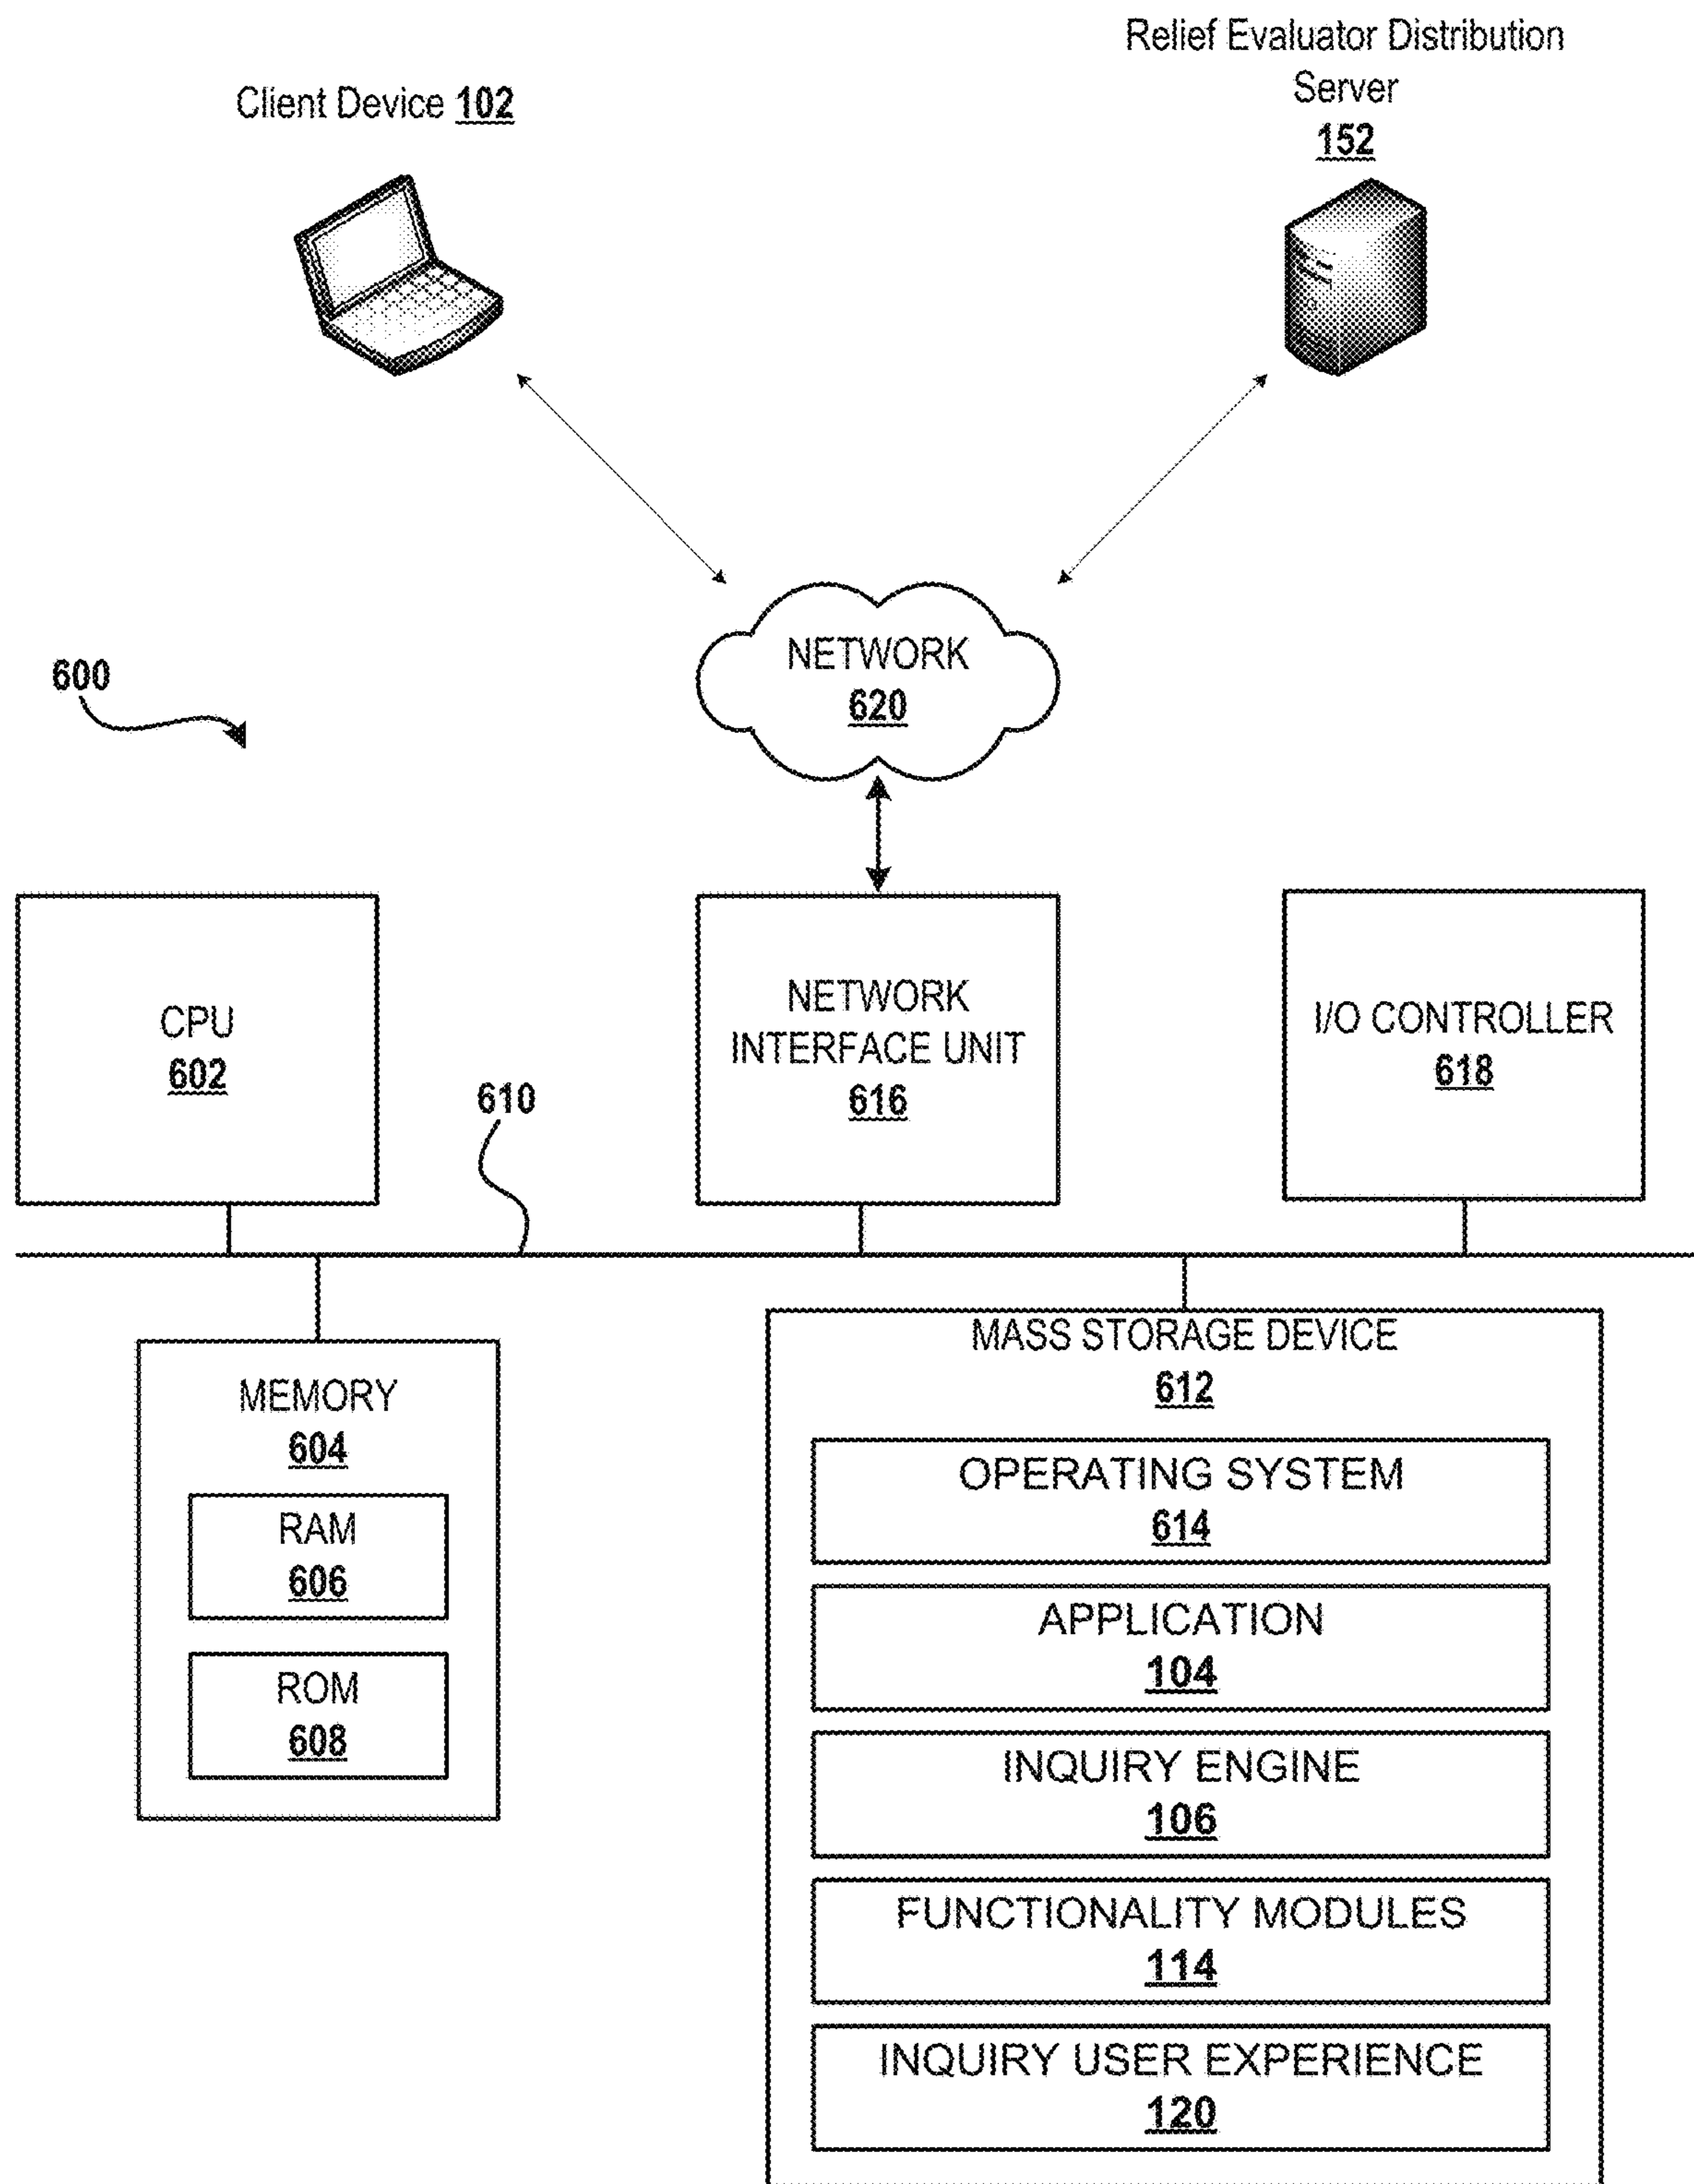 Relief Evaluator Distribution
Server
152
Client Device 102
NETWORK
620
600
CPU
602
NETWORK
INTERFACE UNIT
616
I/O CONTROLLER
618
610
MEMORY
604
RAM
606
ROM
608
MASS STORAGE DEVICE
612
OPERATING SYSTEM
614
APPLICATION
104
INQUIRY ENGINE
106
FUNCTIONALITY MODULES
114
INQUIRY USER EXPERIENCE
120